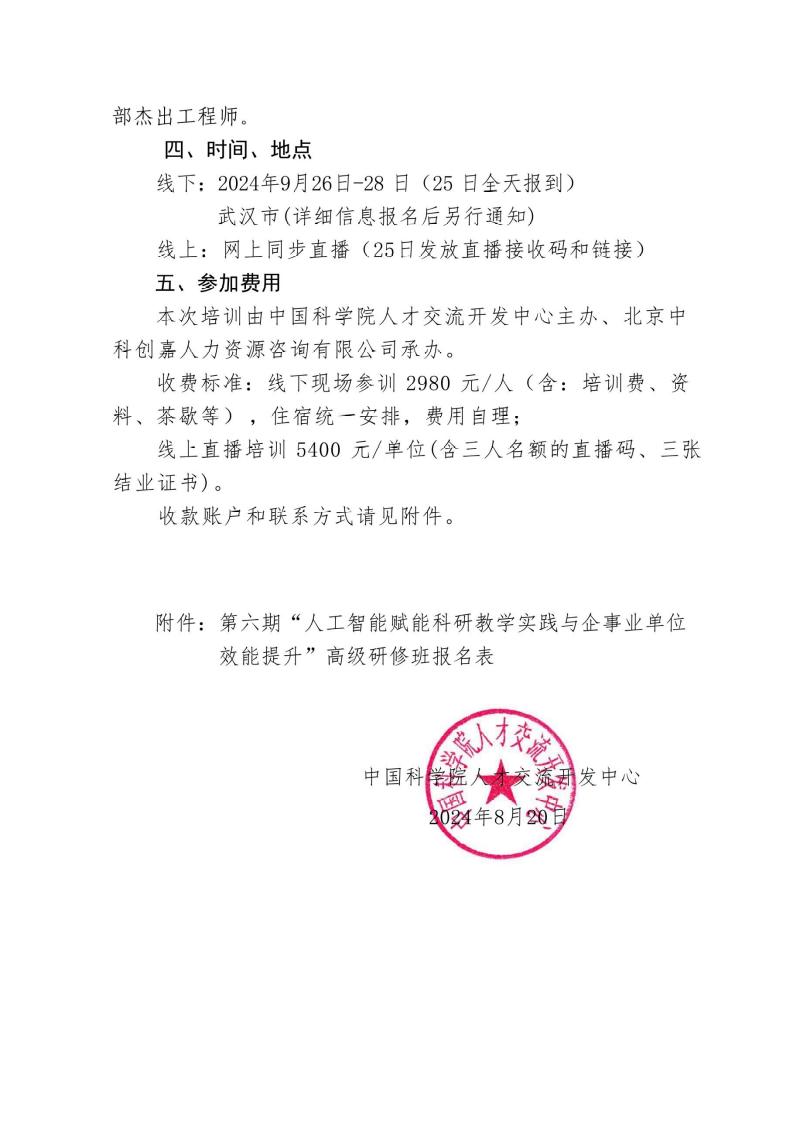 部杰出工程师。
四、时间、地点
线下：2024年9月26日-28 日（25 日全天报到）
武汉市(详细信息报名后另行通知)
线上：网上同步直播（25日发放直播接收码和链接）
五、参加费用
本次培训由中国科学院人才交流开发中心主办、北京中
科创嘉人力资源咨询有限公司承办。
收费标准：线下现场参训 2980 元/人（含：培训费、资
料、茶歇等），住宿统一安排，费用自理；
线上直播培训 5400 元/单位(含三人名额的直播码、三张
结业证书)。
收款账户和联系方式请见附件。
附件：第六期“人工智能赋能科研教学实践与企事业单位
效能提升”高级研修班报名表
中国科学院人才交流开发中心
中国科学院人才交流开发中心
2024年8月20日